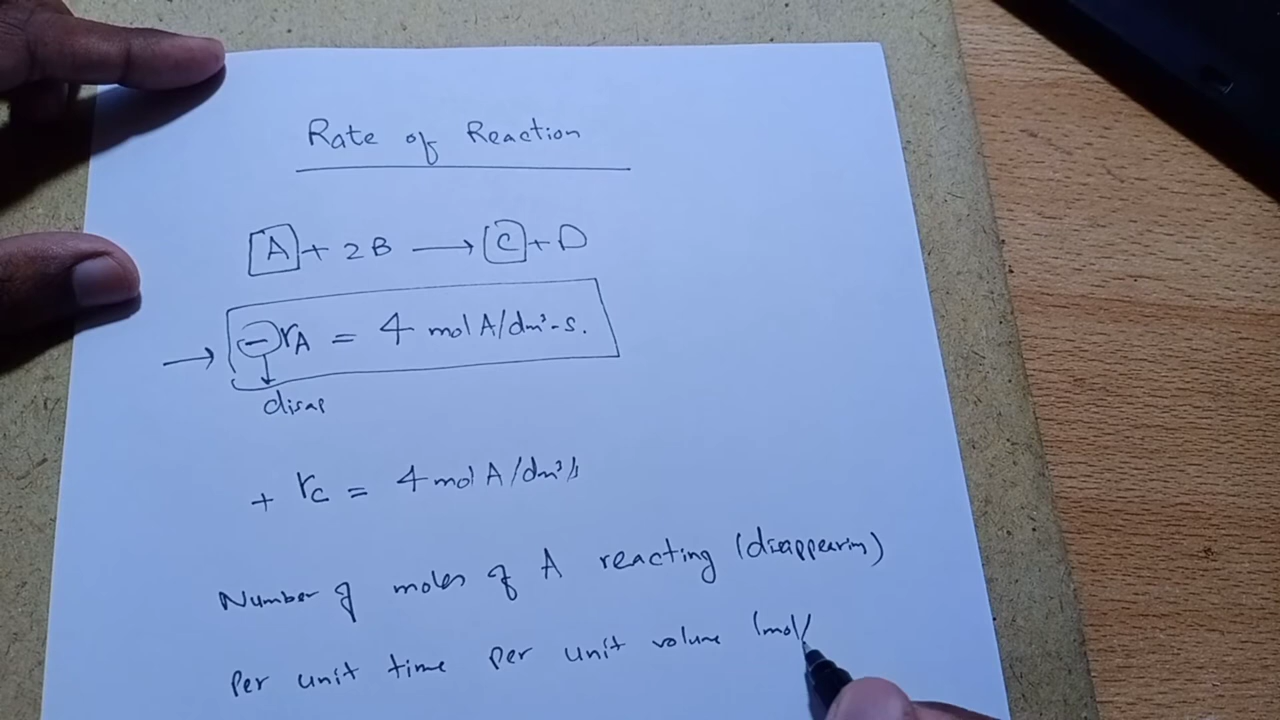 Rate of Reaction
A + 2B → C + D
→ -rA = 4 mol A/dm³-s.
disap
+ rC = 4 mol A/dm³/s
Number of moles of A reacting (disappearing)
Per unit time per unit volume (mol/